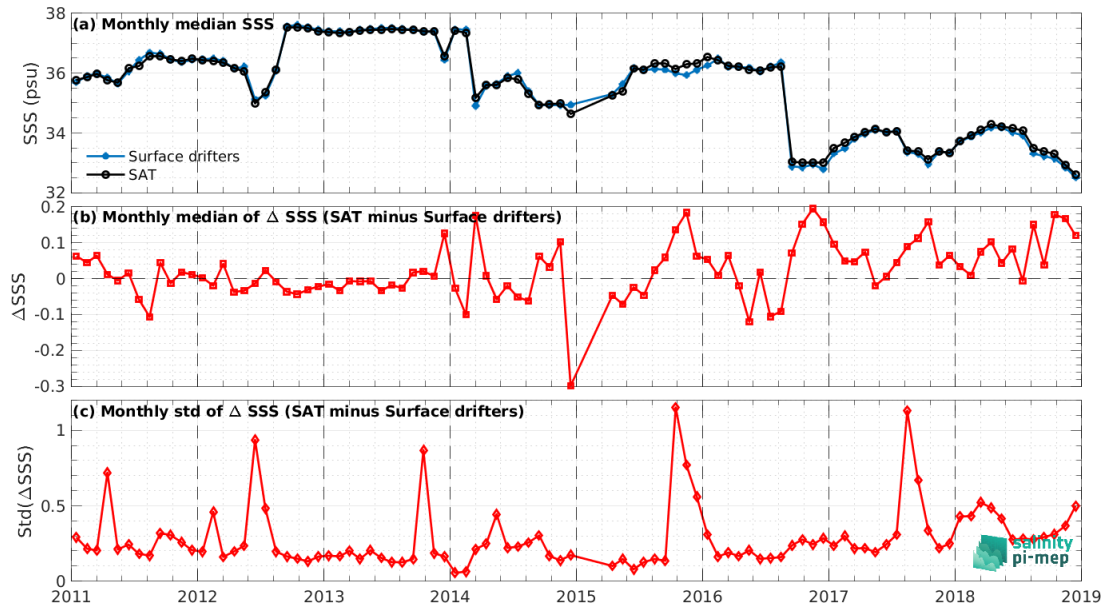 (a) Monthly median SSS
38
36
34
32
SSS (psu)
Surface drifters
SAT
(b) Monthly median of Δ SSS (SAT minus Surface drifters)
0.2
0.1
0
-0.1
-0.2
-0.3
ΔSSS
(c) Monthly std of Δ SSS (SAT minus Surface drifters)
1
0.5
0
Std(ΔSSS)
salinity
pi-mep
2011 2012 2013 2014 2015 2016 2017 2018 2019